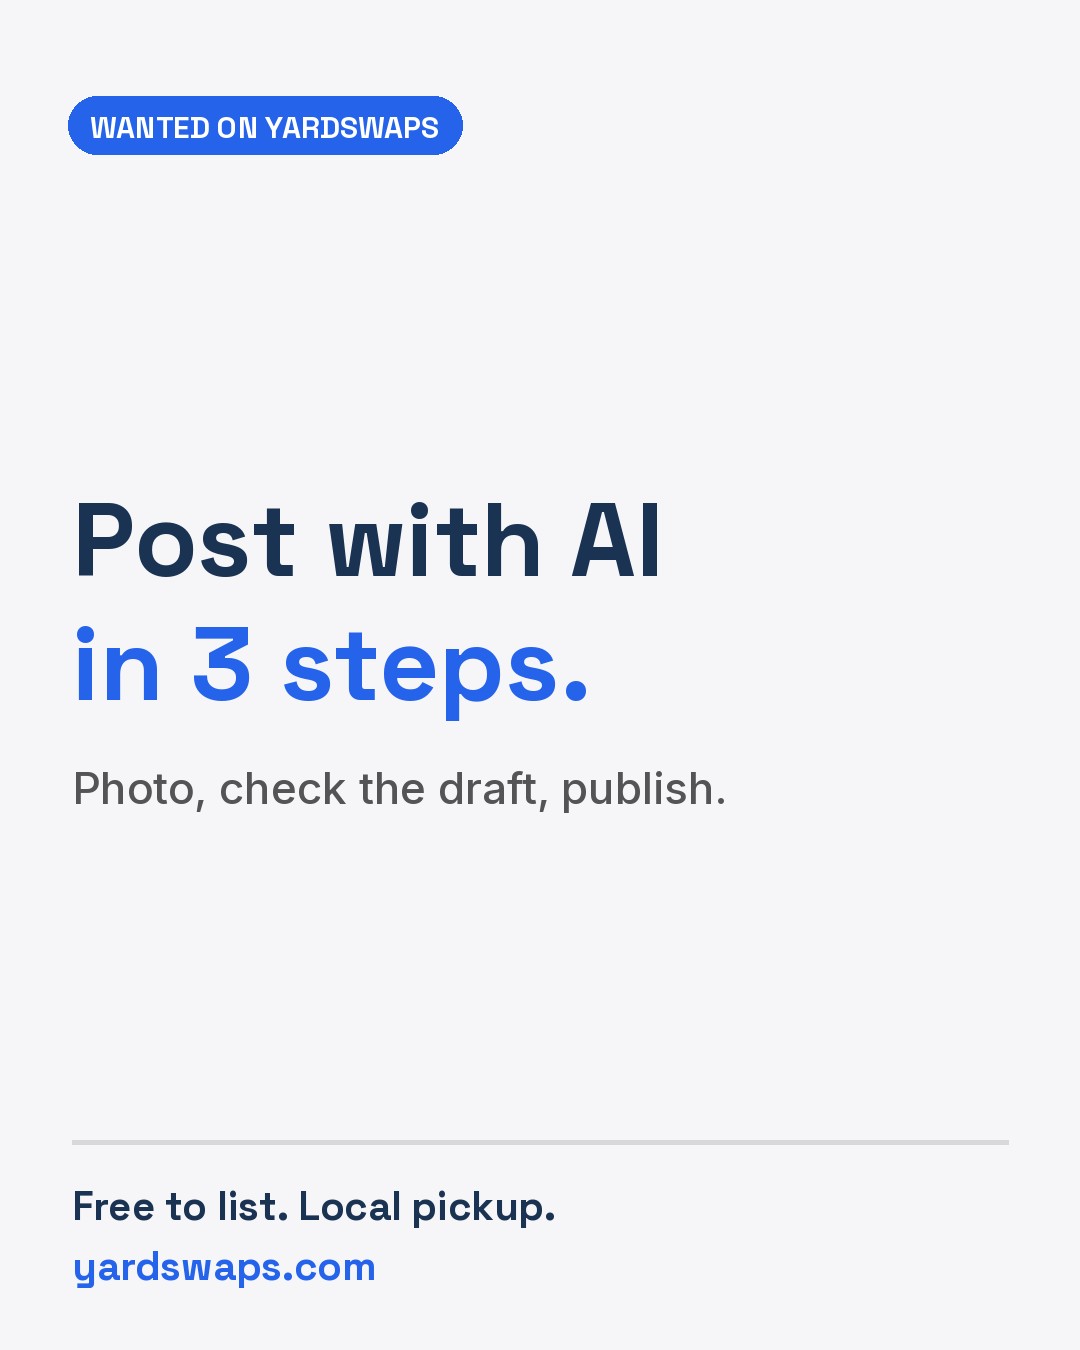 WANTED ON YARDSWAPS
Post with AI
in 3 steps.
Photo, check the draft, publish.
Free to list. Local pickup.
yardswaps.com